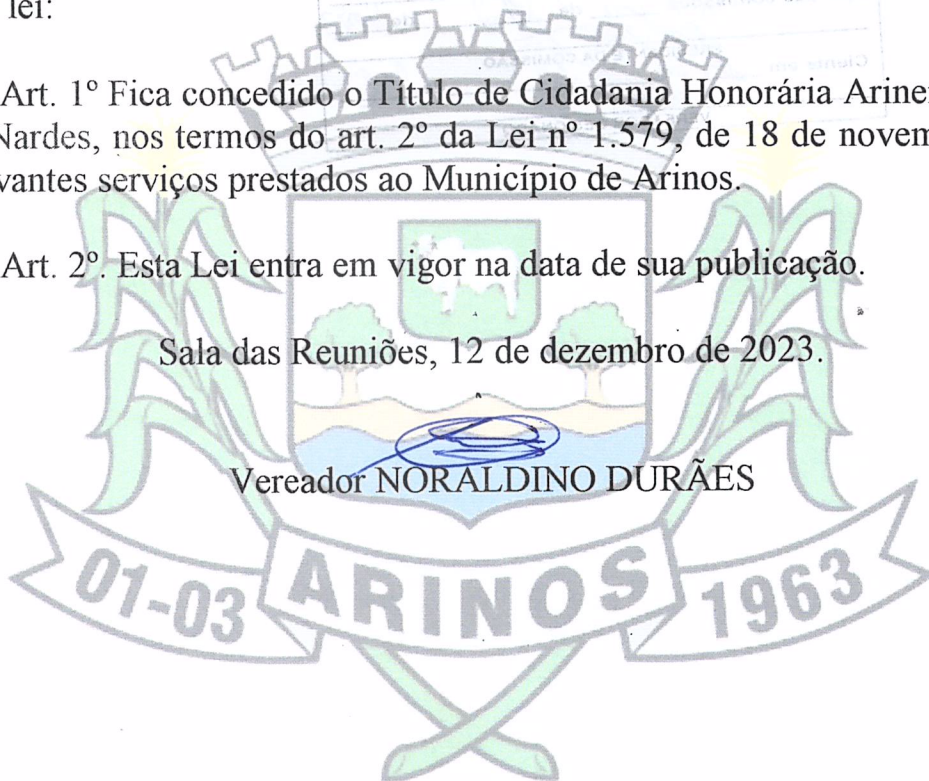 lei:
Art. 1º Fica concedido o Título de Cidadania Honorária Arine
Nardes, nos termos do art. 2º da Lei nº 1.579, de 18 de novem
vantes serviços prestados ao Município de Arinos.
Art. 2º. Esta Lei entra em vigor na data de sua publicação.
Sala das Reuniões, 12 de dezembro de 2023.
Vereador NORALDINO DURÃES
01-03 ARINOS 1963